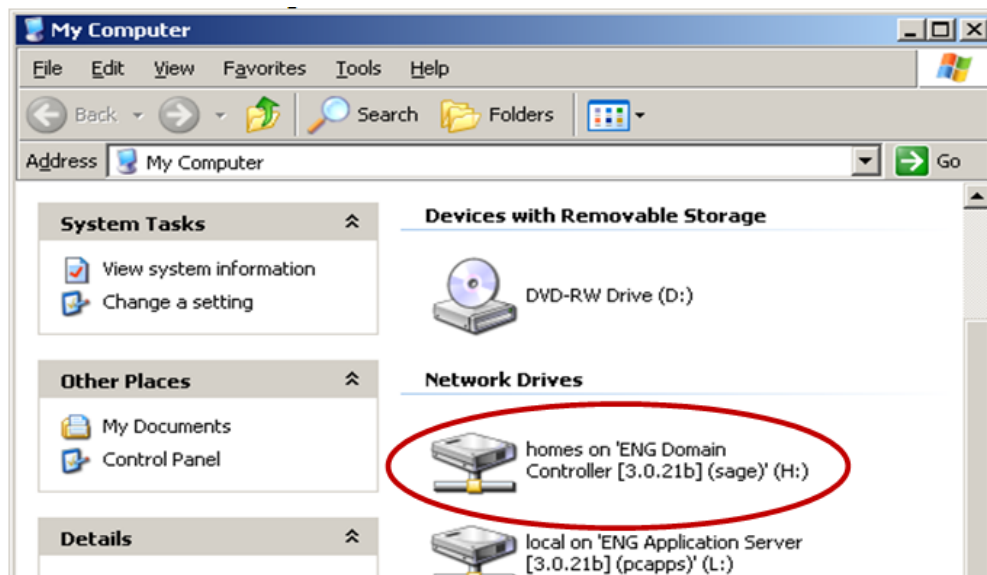 My Computer
File Edit View Favorites Tools Help
Back Search Folders
Address My Computer Go
System Tasks
View system information
Change a setting
Other Places
My Documents
Control Panel
Details
Devices with Removable Storage
DVD-RW Drive (D:)
Network Drives
homes on 'ENG Domain
Controller [3.0.21b] (sage)' (H:)
local on 'ENG Application Server
[3.0.21b] (pcapps)' (L:)